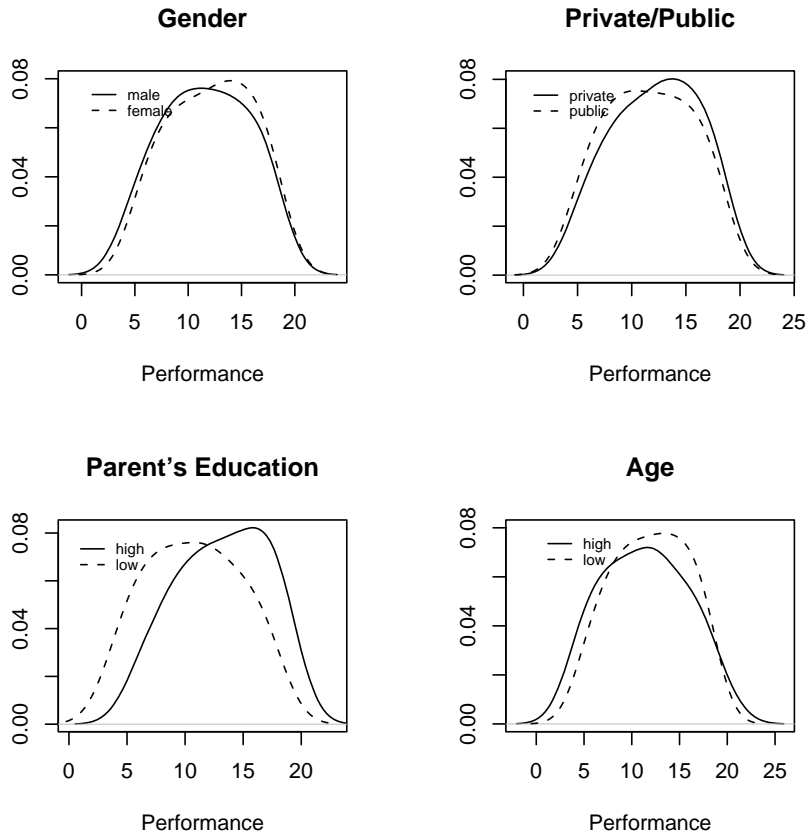 Gender
0.00 0.04 0.08
male
female
0 5 10 15 20
Performance
Private/Public
0.00 0.04 0.08
private
public
0 5 10 15 20 25
Performance
Parent's Education
0.00 0.04 0.08
high
low
0 5 10 15 20
Performance
Age
0.00 0.04 0.08
high
low
0 5 10 15 20 25
Performance